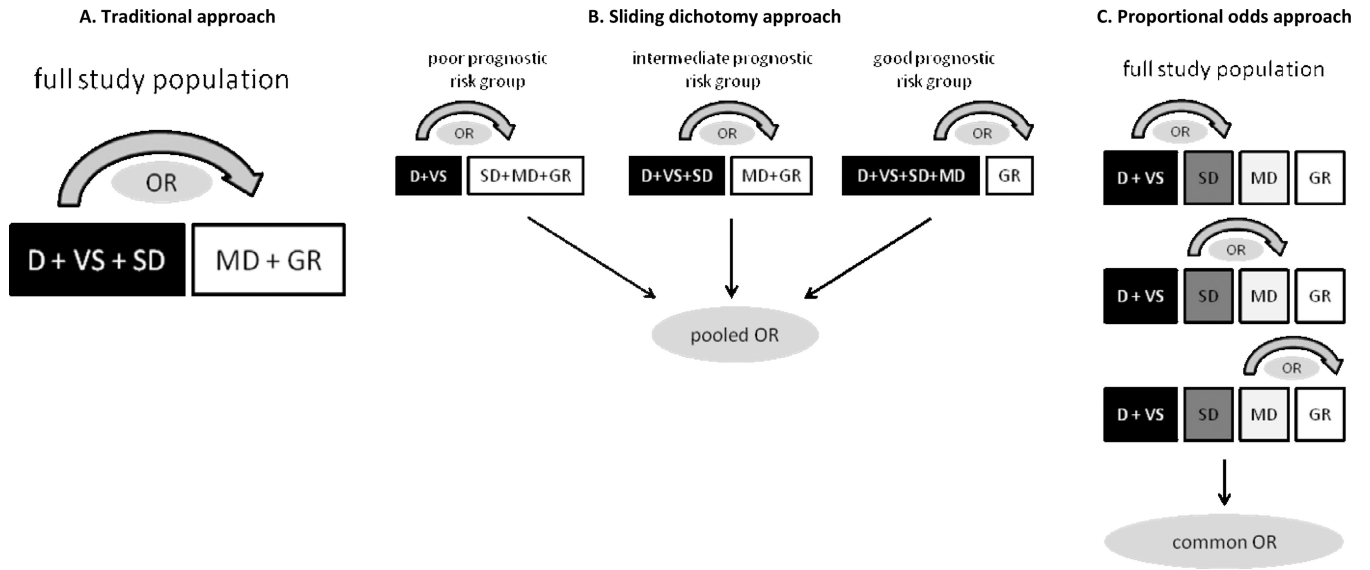 A. Traditional approach
full study population
OR
D + VS + SD
MD + GR
B. Sliding dichotomy approach
poor prognostic
risk group
OR
D+VS
SD+MD+GR
intermediate prognostic
risk group
OR
D+VS+SD
MD+GR
good prognostic
risk group
OR
D+VS+SD+MD
GR
pooled OR
C. Proportional odds approach
full study population
OR
D + VS
SD
MD
GR
OR
D + VS
SD
MD
GR
OR
D + VS
SD
MD
GR
common OR